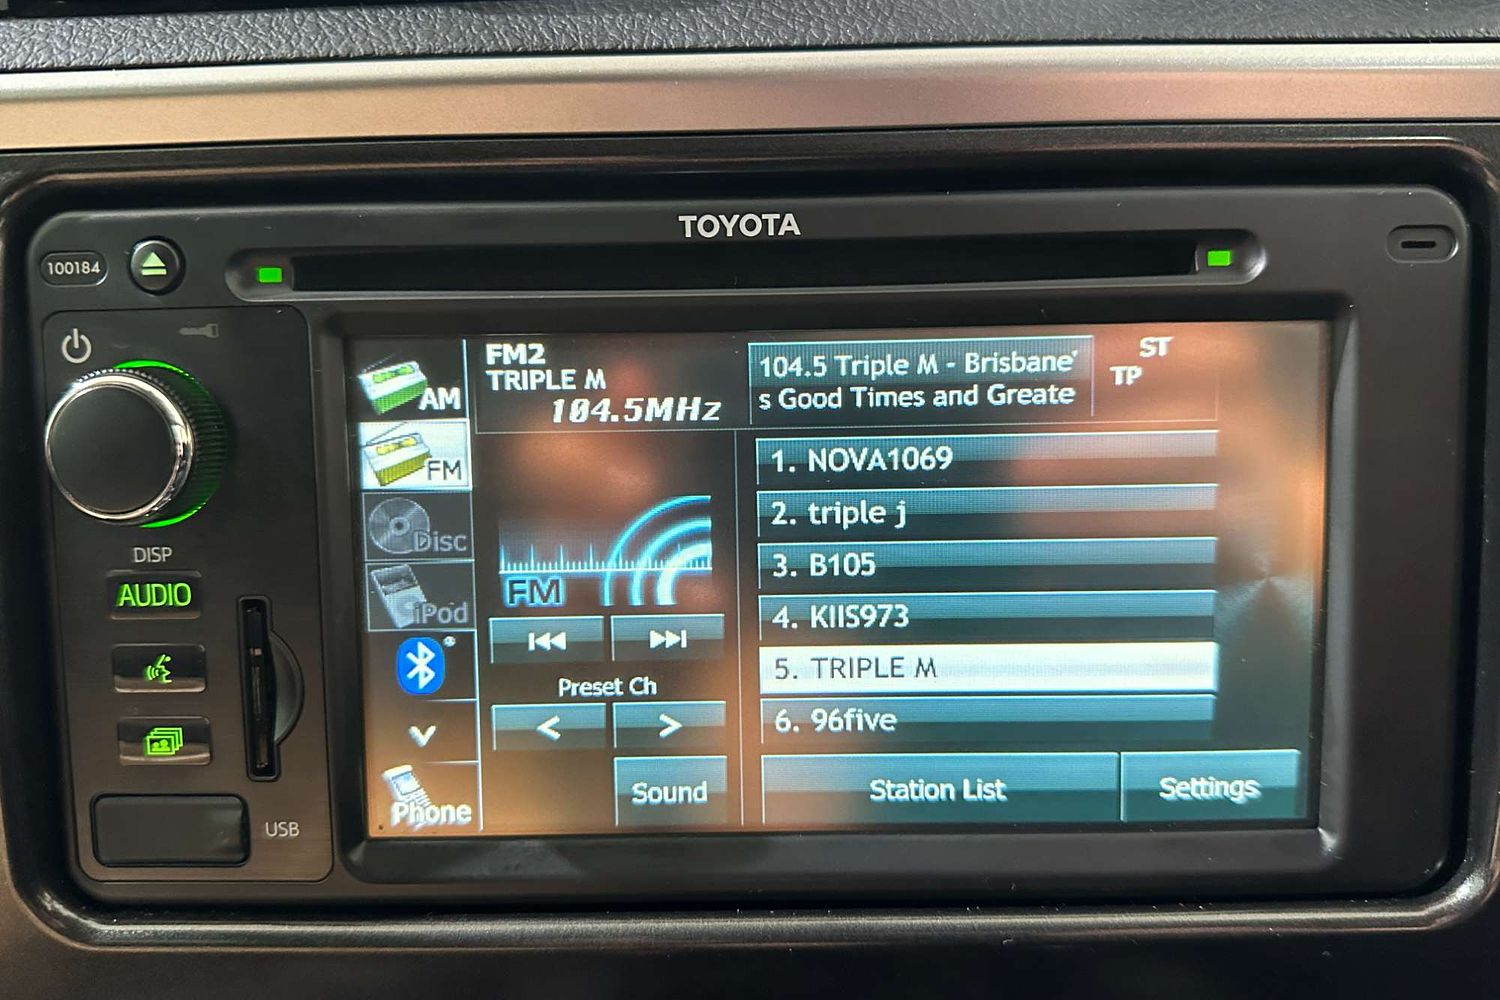 TOYOTA
100184
DISP
AUDIO
USB
AM
FM
Disc
iPod
Phone
FM2
TRIPLE M
104.5MHz
104.5 Triple M - Brisbane'
s Good Times and Greate
ST
TP
FM
Preset Ch
Sound
1. NOVA1069
2. triple j
3. B105
4. KIIS973
5. TRIPLE M
6. 96five
Station List
Settings